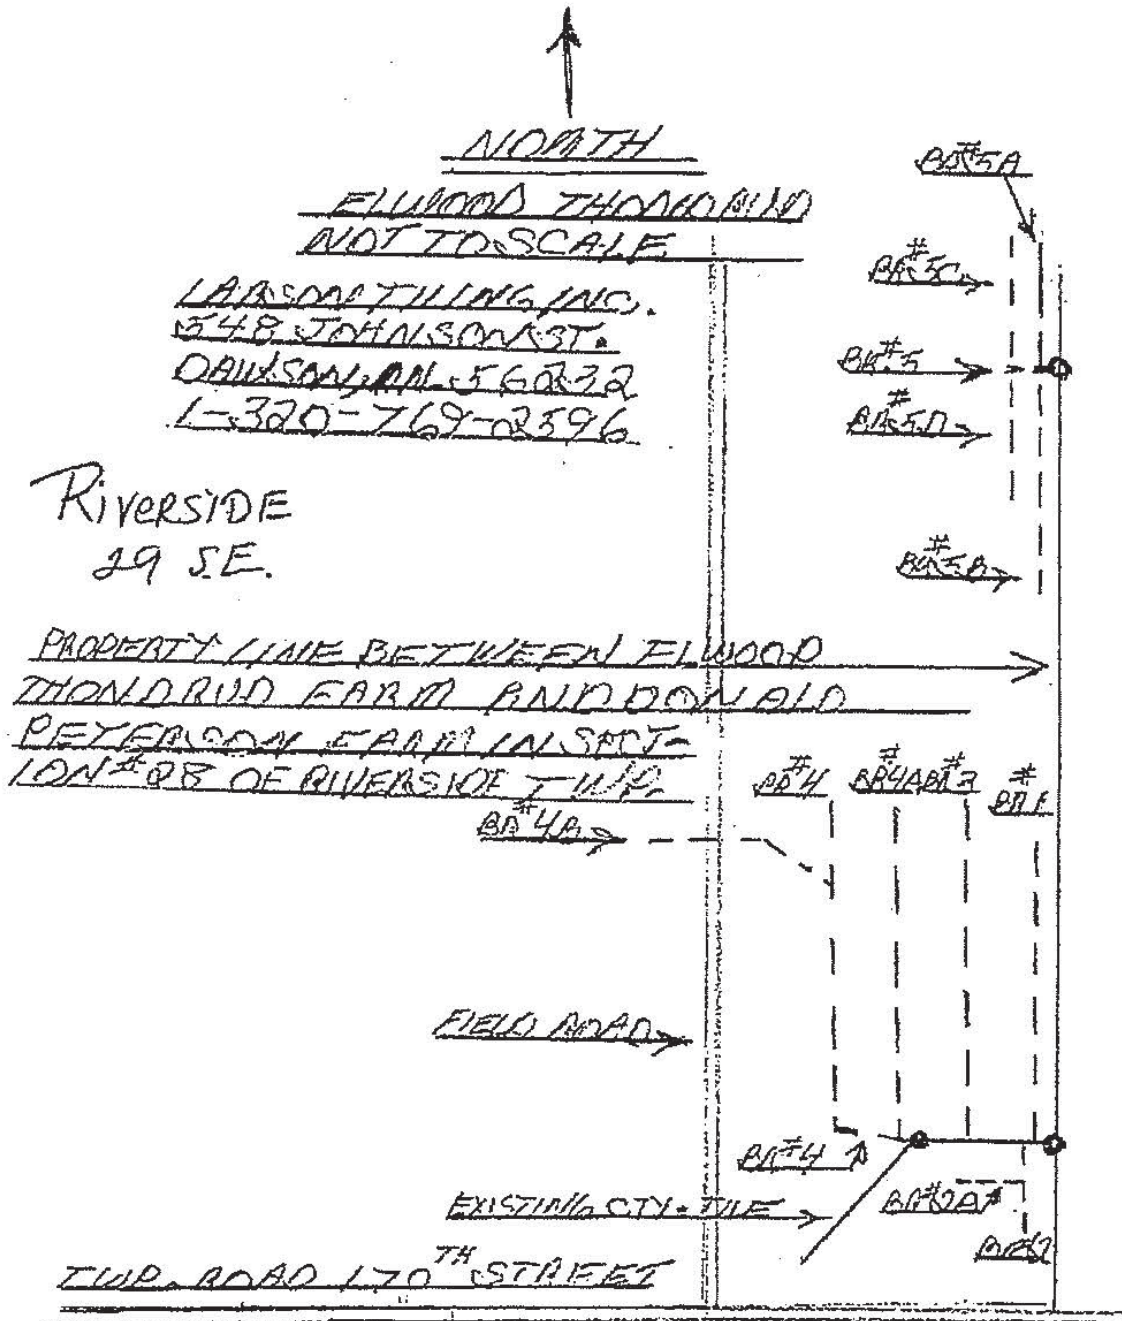 NORTH
BR#5A
ELWOOD THONDRUD
NOT TO SCALE
BR#5C
LARSON TILING, INC.
548 JOHNSON ST.
BR#5
DAWSON, MN. 56232
BR#5D
1-320-769-2596
RIVERSIDE
29 S.E.
BR#5B
PROPERTY LINE BETWEEN ELWOOD
THONDRUD FARM AND DONALD
PETERSON FARM IN SECT-
ION #28 OF RIVERSIDE TWP.
BR#4 BR#4A BR#3 BR#1
BR#4B
FIELD ROAD
BR#4
EXISTING CTY. TILE
BR#2A
BR#2
TWP. ROAD 170TH STREET